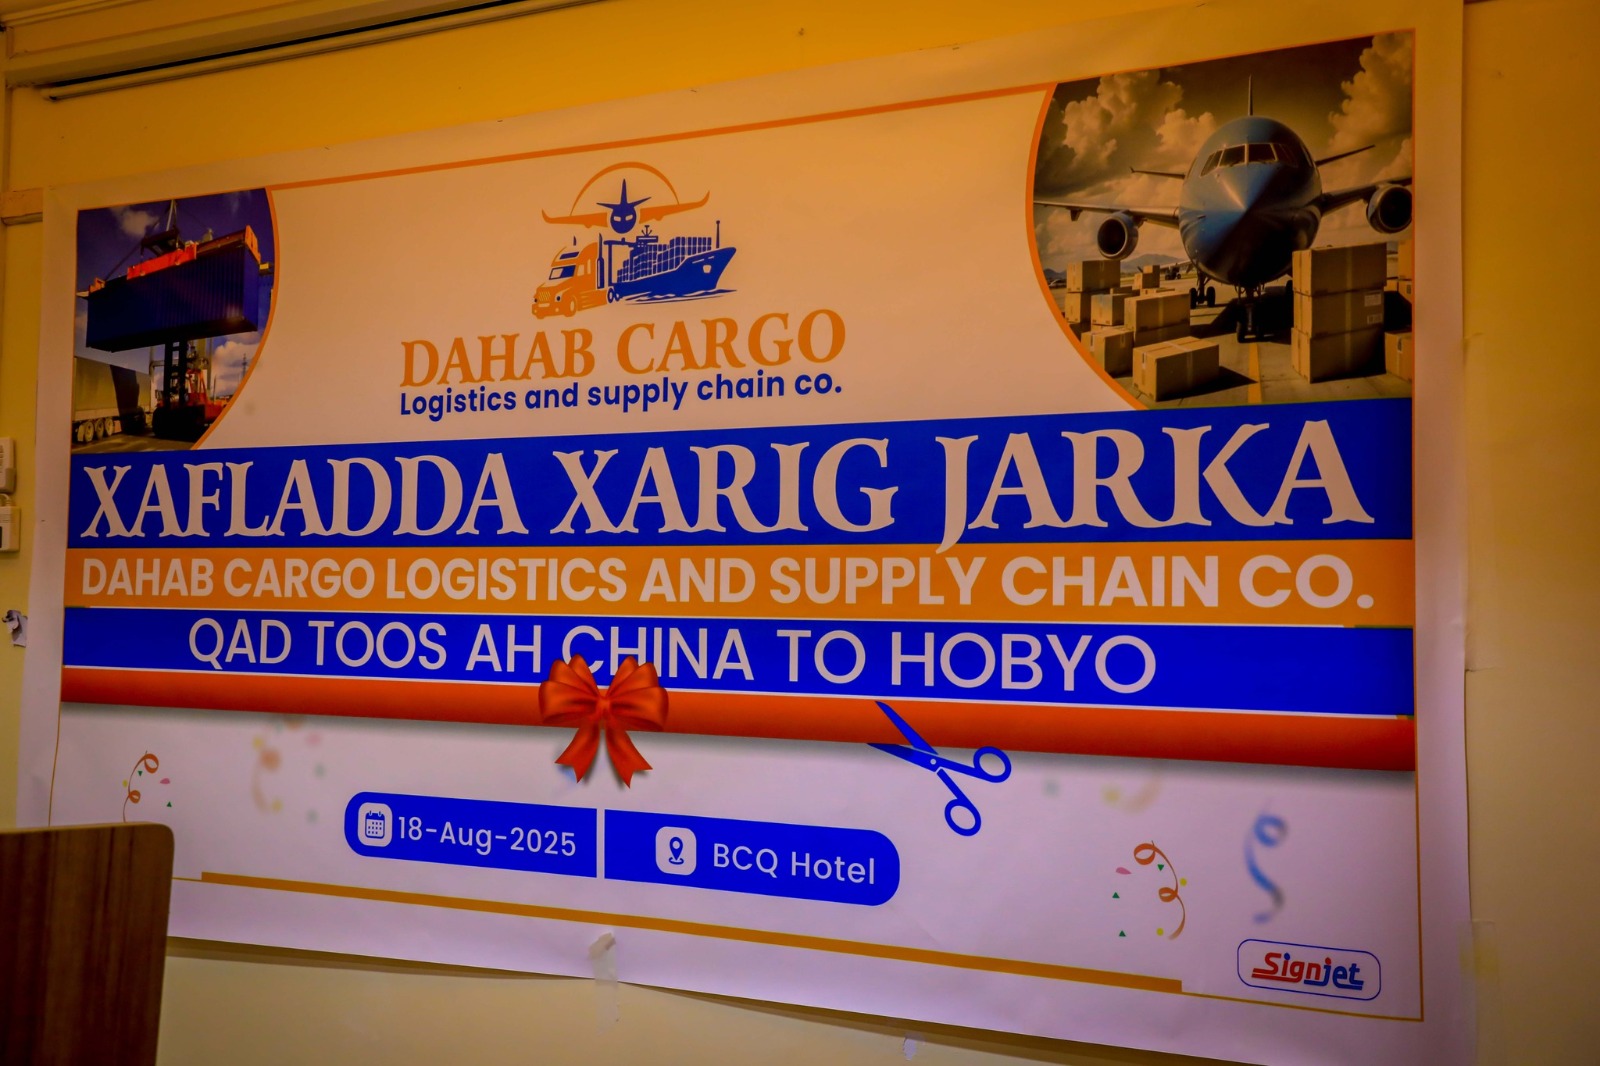 DAHAB CARGO
Logistics and supply chain co.
XAFLADDA XARIG JARKA
DAHAB CARGO LOGISTICS AND SUPPLY CHAIN CO.
QAD TOOS AH CHINA TO HOBYO
18-Aug-2025
BCQ Hotel
Signjet